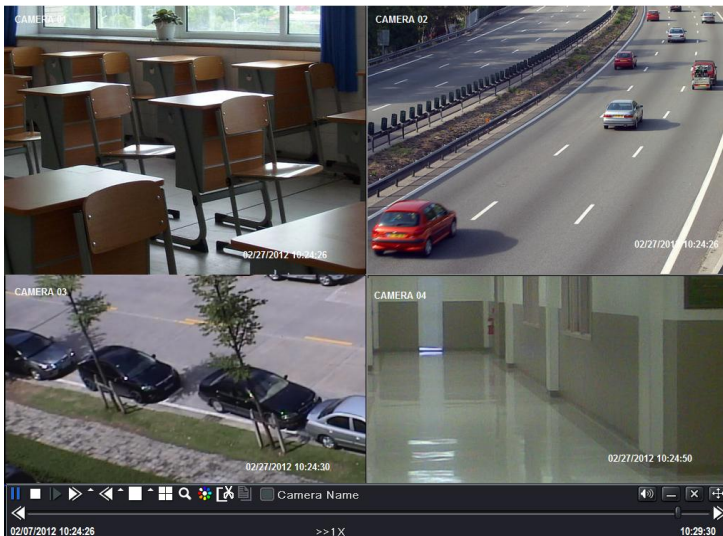 CAMERA 01
CAMERA 02
02/27/2012 10:24:26
02/27/2012 10:24:26
CAMERA 03
CAMERA 04
02/27/2012 10:24:30
02/27/2012 10:24:50
Camera Name
02/07/2012 10:24:26
>>1X
10:29:30